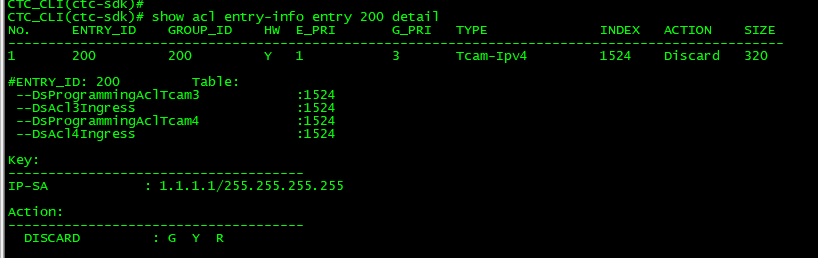 CTC_CLI(ctc-sdk)#
CTC_CLI(ctc-sdk)# show acl entry-info entry 200 detail
No. ENTRY_ID GROUP_ID HW E_PRI G_PRI TYPE INDEX ACTION SIZE
-------------------------------------------------------------------------------------------------
1 200 200 Y 1 3 Tcam-Ipv4 1524 Discard 320
#ENTRY_ID: 200 Table:
--DsProgrammingAclTcam3 :1524
--DsAcl3Ingress :1524
--DsProgrammingAclTcam4 :1524
--DsAcl4Ingress :1524
Key:
-------------------------------------
IP-SA : 1.1.1.1/255.255.255.255
Action:
-------------------------------------
DISCARD : G Y R